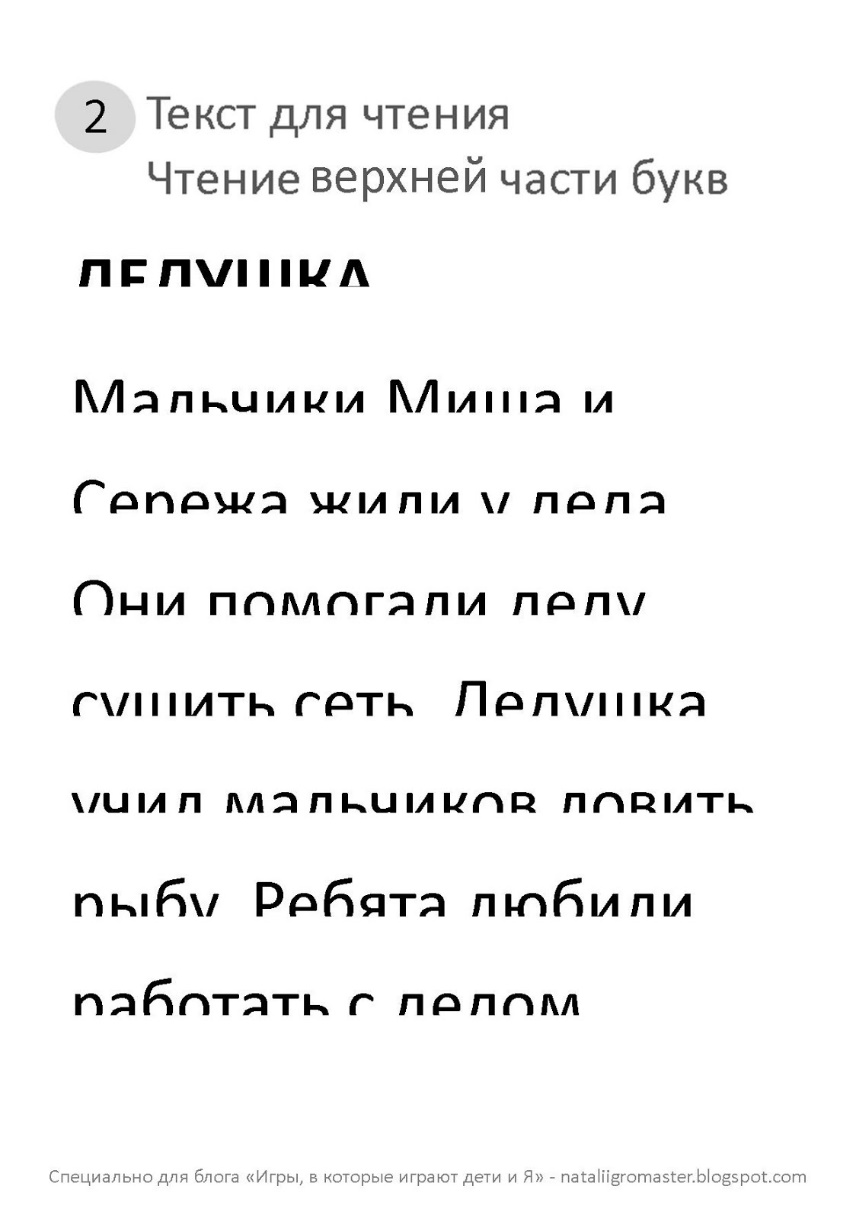 2 Текст для чтения
Чтение верхней части букв
ДЕДУШКА
Мальчики Миша и
Сережа жили у деда
Они помогали деду
сушить сеть Дедушка
учил мальчиков ловить
рыбу Ребята любили
работать с дедом
Специально для блога «Игры, в которые играют дети и Я» - nataliigromaster.blogspot.com